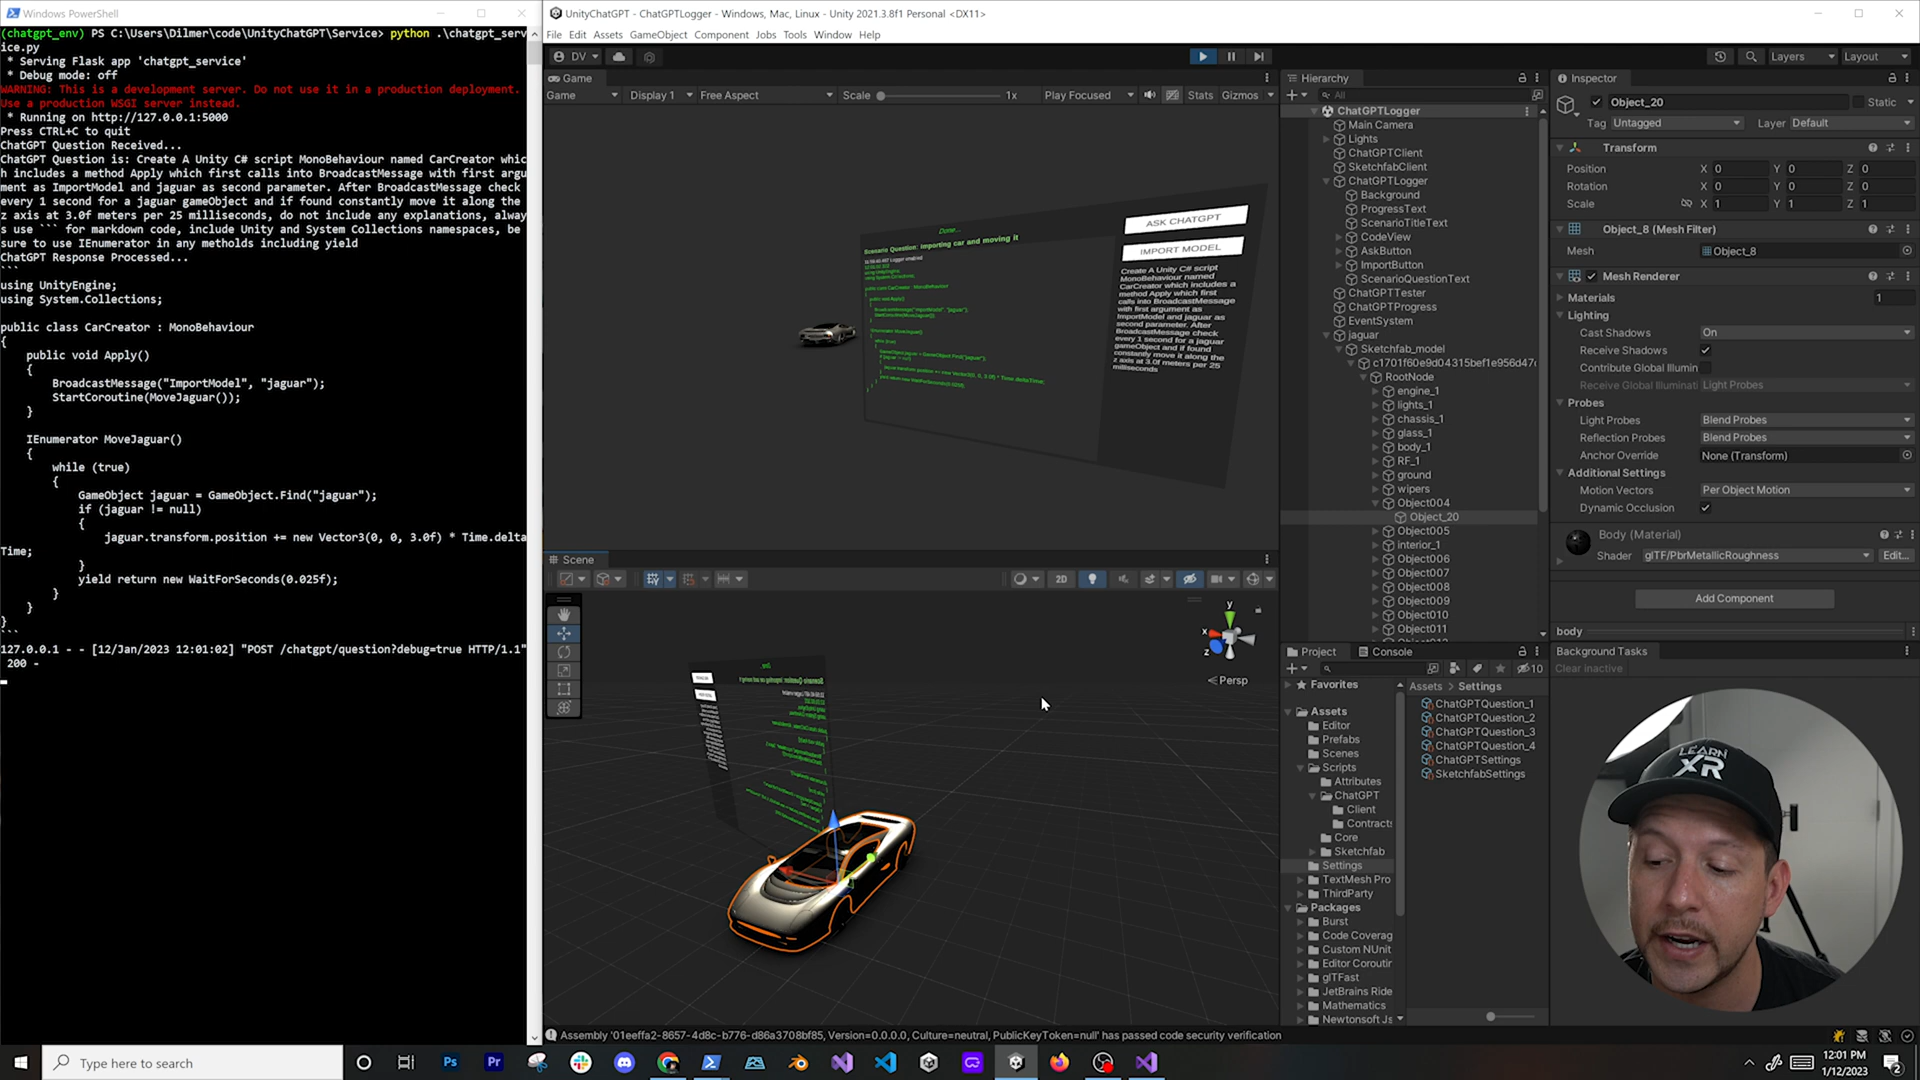 Windows PowerShell
(chatgpt_env) PS C:\Users\Dilmer\code\UnityChatGPT\Service> python .\chatgpt_serv
ice.py
* Serving Flask app 'chatgpt_service'
* Debug mode: off
WARNING: This is a development server. Do not use it in a production deployment.
Use a production WSGI server instead.
* Running on http://127.0.0.1:5000
Press CTRL+C to quit
ChatGPT Question Received...
ChatGPT Question is: Create A Unity C# script MonoBehaviour named CarCreator whic
h includes a method Apply which first calls into BroadcastMessage with first argu
ment as ImportModel and jaguar as second parameter. After BroadcastMessage check
every 1 second for a jaguar gameObject and if found constantly move it along the
z axis at 3.0f meters per 25 milliseconds, do not include any explanations, alway
s use ``` for markdown code, include Unity and System Collections namespaces, be
sure to use IEnumerator in any metholds including yield
ChatGPT Response Processed...
```
using UnityEngine;
using System.Collections;
public class CarCreator : MonoBehaviour
{
public void Apply()
{
BroadcastMessage("ImportModel", "jaguar");
StartCoroutine(MoveJaguar());
}
IEnumerator MoveJaguar()
{
while (true)
{
GameObject jaguar = GameObject.Find("jaguar");
if (jaguar != null)
{
jaguar.transform.position += new Vector3(0, 0, 3.0f) * Time.delta
Time;
}
yield return new WaitForSeconds(0.025f);
}
}
}
```
127.0.0.1 - - [12/Jan/2023 12:01:02] "POST /chatgpt/question?debug=true HTTP/1.1"
200 -
UnityChatGPT - ChatGPTLogger - Windows, Mac, Linux - Unity 2021.3.8f1 Personal <DX11>
File Edit Assets GameObject Component Jobs Tools Window Help
DV
Layers Layout
Game
Game Display 1 Free Aspect Scale 1x Play Focused Stats Gizmos
Done...
Scenario Question: Importing car and moving it
ASK CHATGPT
IMPORT MODEL
Create A Unity C# script
MonoBehaviour named
CarCreator which includes a
method Apply which first
calls into BroadcastMessage
with first argument as
ImportModel and jaguar as
second parameter. After
BroadcastMessage check
every 1 second for a jaguar
gameObject and if found
constantly move it along the
z axis at 3.0f meters per 25
milliseconds
Scene
2D
y
x
z
Persp
Hierarchy
All
ChatGPTLogger
Main Camera
Lights
ChatGPTClient
SketchfabClient
ChatGPTLogger
Background
ProgressText
ScenarioTitleText
CodeView
AskButton
ImportButton
ScenarioQuestionText
ChatGPTTester
ChatGPTProgress
EventSystem
jaguar
Sketchfab_model
c1701f60e9d04315bef1e956d47
RootNode
engine_1
lights_1
chassis_1
glass_1
body_1
RF_1
ground
wipers
Object004
Object_20
Object005
interior_1
Object006
Object007
Object008
Object009
Object010
Object011
Inspector
Object_20 Static
Tag Untagged Layer Default
Transform
Position X 0 Y 0 Z 0
Rotation X 0 Y 0 Z 0
Scale X 1 Y 1 Z 1
Object_8 (Mesh Filter)
Mesh Object_8
Mesh Renderer
Materials 1
Lighting
Cast Shadows On
Receive Shadows
Contribute Global Illumin
Receive Global Illuminati Light Probes
Probes
Light Probes Blend Probes
Reflection Probes Blend Probes
Anchor Override None (Transform)
Additional Settings
Motion Vectors Per Object Motion
Dynamic Occlusion
Body (Material)
Shader glTF/PbrMetallicRoughness Edit...
Add Component
body
Background Tasks
Clear inactive
Project Console
10
Favorites
Assets
Editor
Prefabs
Scenes
Scripts
Attributes
ChatGPT
Client
Contracts
Core
Sketchfab
Settings
TextMesh Pro
ThirdParty
Packages
Burst
Code Coverag
Custom NUnit
Editor Coroutir
glTFast
JetBrains Ride
Mathematics
Newtonsoft Js
Assets > Settings
ChatGPTQuestion_1
ChatGPTQuestion_2
ChatGPTQuestion_3
ChatGPTQuestion_4
ChatGPTSettings
SketchfabSettings
LEARN
XR
Assembly '01eeffa2-8657-4d8c-b776-d86a3708bf85, Version=0.0.0.0, Culture=neutral, PublicKeyToken=null' has passed code security verification
Type here to search
Ps
Pr
12:01 PM
1/12/2023
2